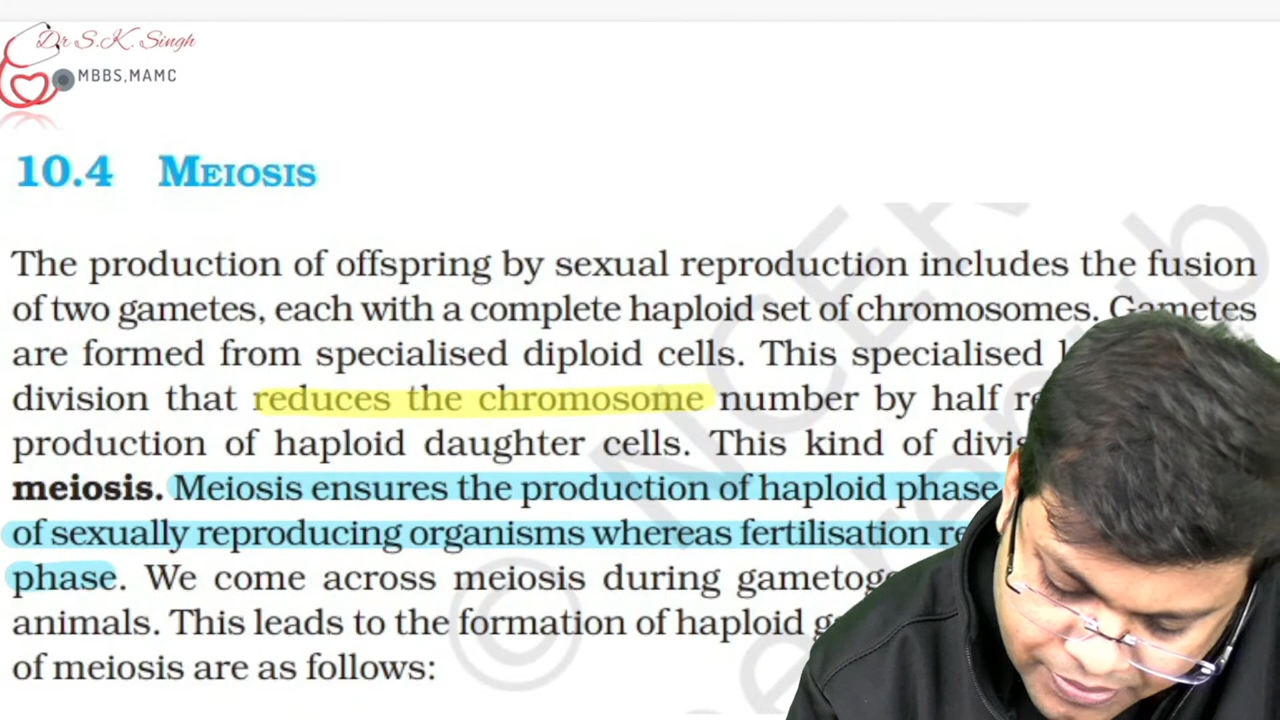 Dr S.K. Singh
MBBS,MAMC
10.4 MEIOSIS
The production of offspring by sexual reproduction includes the fusion
of two gametes, each with a complete haploid set of chromosomes. Gametes
are formed from specialised diploid cells. This specialised
division that reduces the chromosome number by half
production of haploid daughter cells. This kind of
meiosis. Meiosis ensures the production of haploid phase
of sexually reproducing organisms whereas fertilisation
phase. We come across meiosis during
animals. This leads to the formation of haploid
of meiosis are as follows: